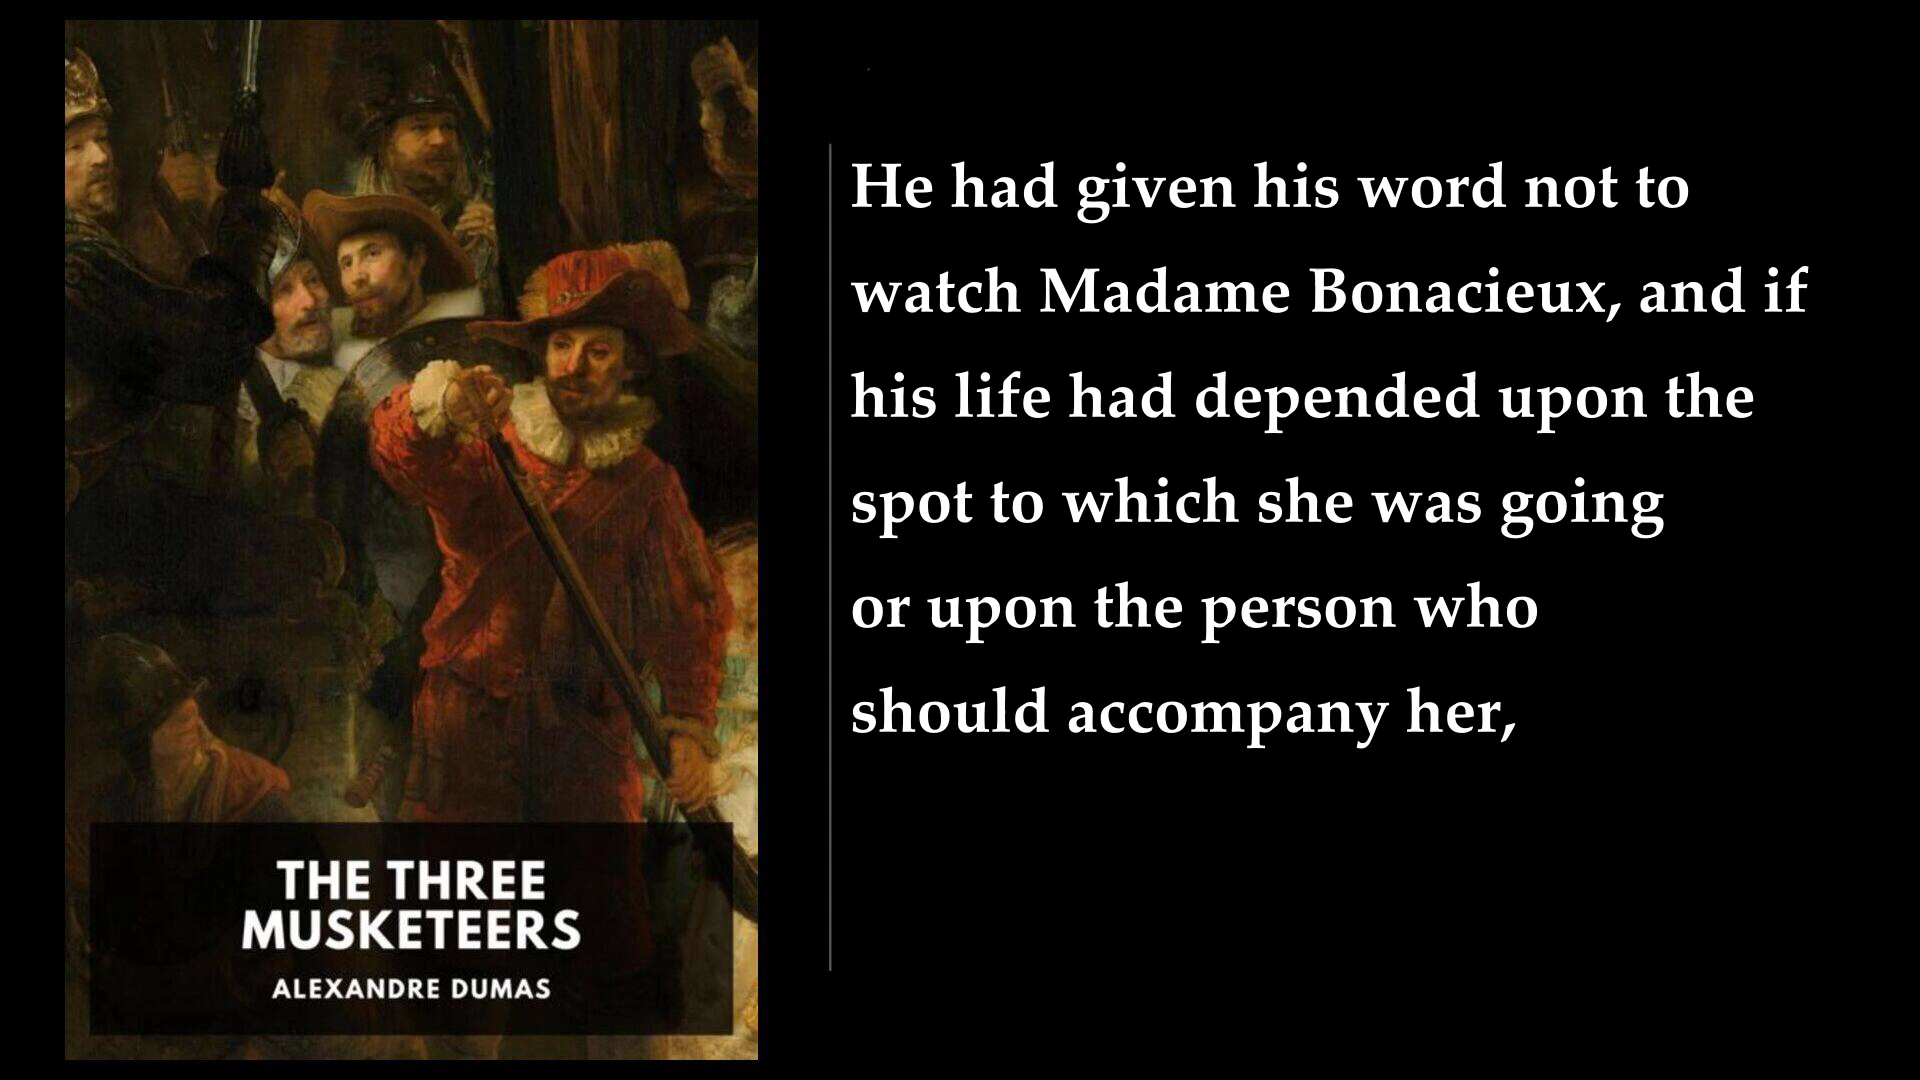 THE THREE
MUSKETEERS
ALEXANDRE DUMAS
He had given his word not to
watch Madame Bonacieux, and if
his life had depended upon the
spot to which she was going
or upon the person who
should accompany her,